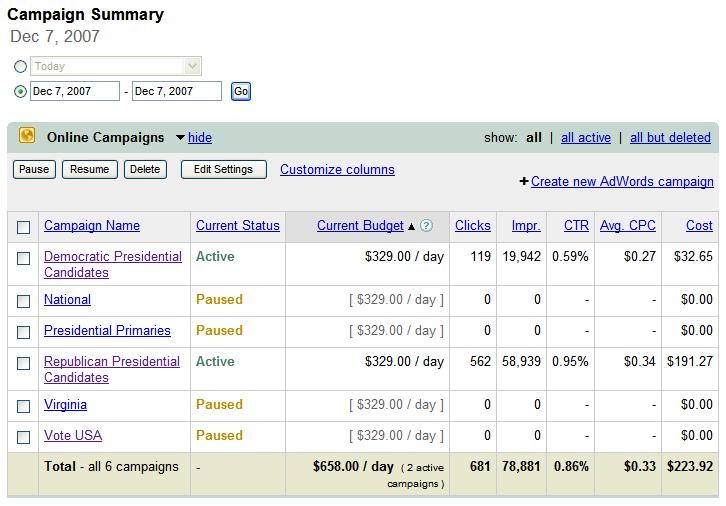 Campaign Summary
Dec 7, 2007
Today
Dec 7, 2007 - Dec 7, 2007 Go
Online Campaigns hide show: all | all active | all but deleted
Pause Resume Delete Edit Settings Customize columns
+Create new AdWords campaign
Campaign Name Current Status Current Budget ? Clicks Impr. CTR Avg. CPC Cost
Democratic Presidential Active $329.00 / day 119 19,942 0.59% $0.27 $32.65
Candidates
National Paused [ $329.00 / day ] 0 0 - - $0.00
Presidential Primaries Paused [ $329.00 / day ] 0 0 - - $0.00
Republican Presidential Active $329.00 / day 562 58,939 0.95% $0.34 $191.27
Candidates
Virginia Paused [ $329.00 / day ] 0 0 - - $0.00
Vote USA Paused [ $329.00 / day ] 0 0 - - $0.00
Total - all 6 campaigns - $658.00 / day ( 2 active 681 78,881 0.86% $0.33 $223.92
campaigns )